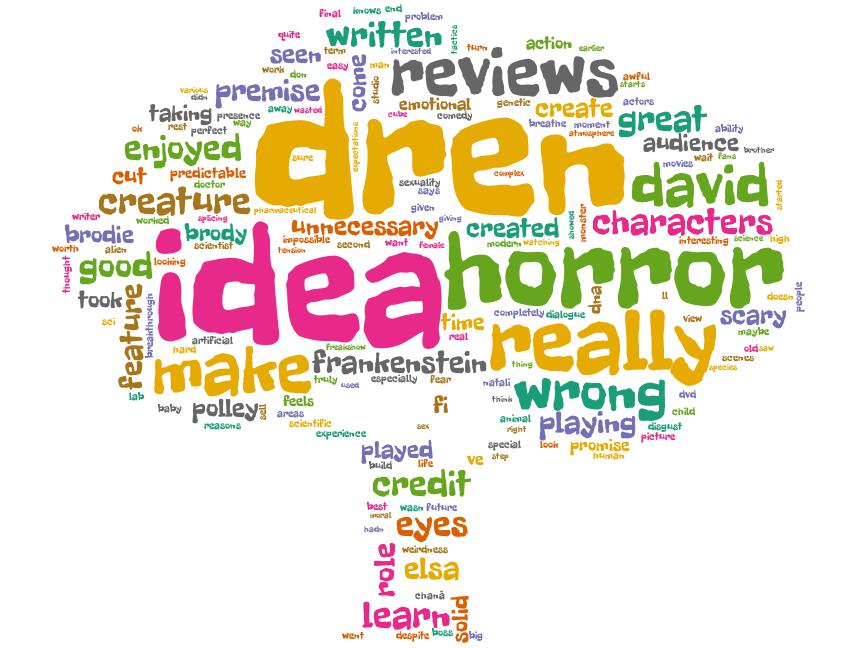 final knows end
problem
quite written tactics turn action earlier
interested
seen term
come easy man reviews
work don studio awful
various premise starts
didn
taking presence away wasted emotional genetic create actors
cube comedy great
ok rest perfect way dren breathe moment ability
atmosphere
enjoyed expectations audience brother
sure movies wait fans
cut predictable complex
doctor sexuality david started
says
creature
pharmaceutical given
writer splicing giving showed monster characters
worked unnecessary created
brodie brody impossible second want female modern watching interesting science high
worth alien scientist tension
thought good looking idea horror
took dna ll doesn people
feature breakthrough completely dialogue scary
sci time view maybe
real really
artificial old saw
hard freakshow scenes
make frankenstein thing species
truly used especially fear natali
lab wrong dvd
baby polley sell feels fi think child
areas animal playing disgust
reasons scientific sex right picture
experience
played special look promise
build life ve step human
credit
best wasn future
moral
hadn eyes
weirdness
role elsa
chanâ
learn solid
went despite boss big